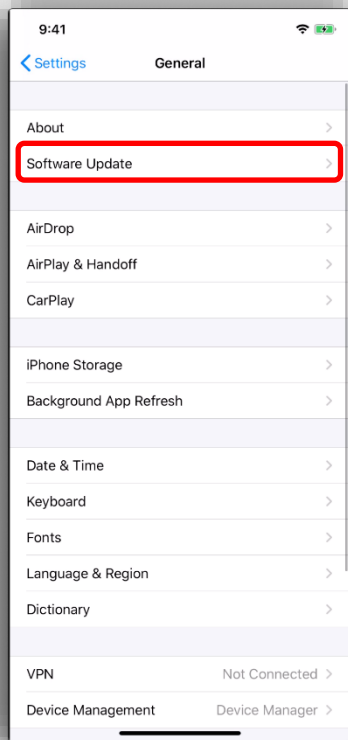 9:41
Settings General
About
Software Update
AirDrop
AirPlay & Handoff
CarPlay
iPhone Storage
Background App Refresh
Date & Time
Keyboard
Fonts
Language & Region
Dictionary
VPN Not Connected
Device Management Device Manager